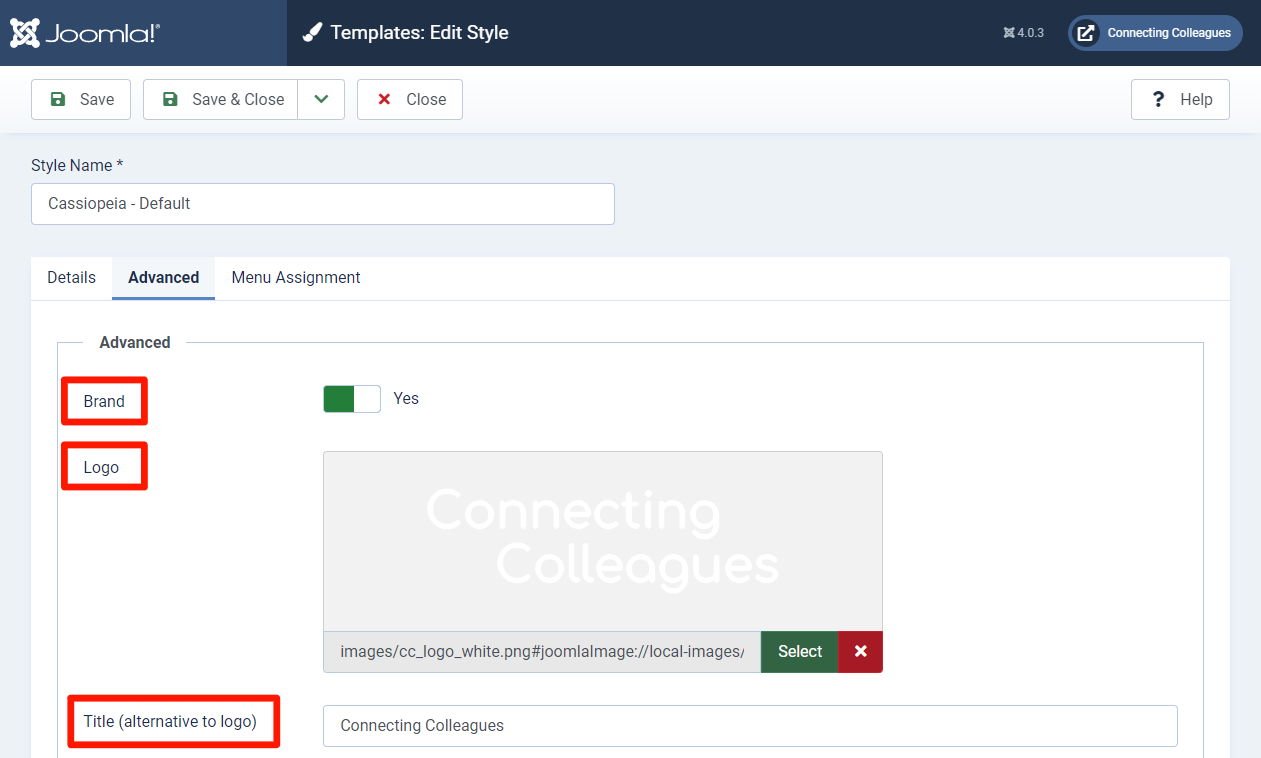 Joomla!® Templates: Edit Style 4.0.3 Connecting Colleagues
Save Save & Close Close Help
Style Name *
Cassiopeia - Default
Details Advanced Menu Assignment
Advanced
Brand Yes
Logo
Connecting
Colleagues
images/cc_logo_white.png#joomlaImage://local-images/ Select
Title (alternative to logo) Connecting Colleagues